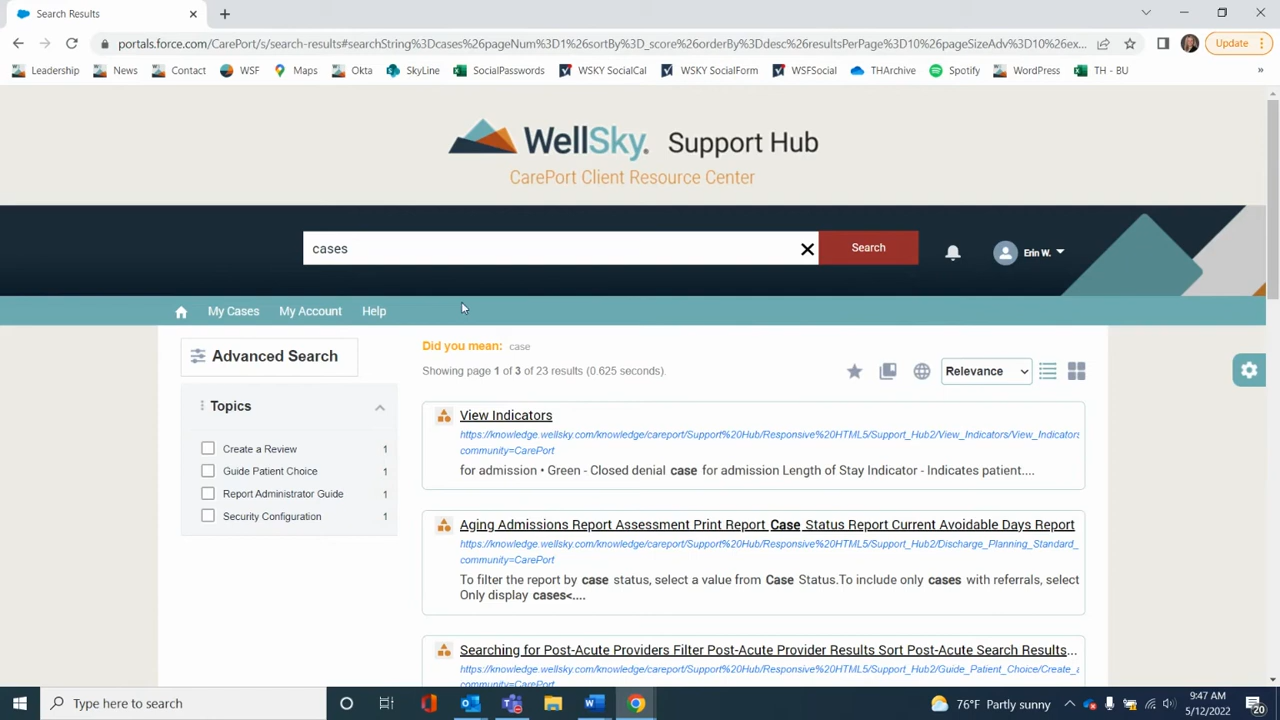 Search Results
portals.force.com/CarePort/s/search-results#searchString%3Dcases%26pageNum%3D1%26sortBy%3D_score%26orderBy%3Ddesc%26resultsPerPage%3D10%26pageSizeAdv%3D10%26ex...
Update
Leadership
News
Contact
WSF
Maps
Okta
SkyLine
SocialPasswords
WSKY SocialCal
WSKY SocialForm
WSFSocial
THArchive
Spotify
WordPress
TH - BU
»
WellSky. Support Hub
CarePort Client Resource Center
cases
Search
Erin W.
My Cases
My Account
Help
Advanced Search
Did you mean: case
Showing page 1 of 3 of 23 results (0.625 seconds).
Relevance
Topics
Create a Review 1
Guide Patient Choice 1
Report Administrator Guide 1
Security Configuration 1
View Indicators
https://knowledge.wellsky.com/knowledge/careport/Support%20Hub/Responsive%20HTML5/Support_Hub2/View_Indicators/View_Indicators
community=CarePort
for admission • Green - Closed denial case for admission Length of Stay Indicator - Indicates patient....
Aging Admissions Report Assessment Print Report Case Status Report Current Avoidable Days Report
https://knowledge.wellsky.com/knowledge/careport/Support%20Hub/Responsive%20HTML5/Support_Hub2/Discharge_Planning_Standard_
community=CarePort
To filter the report by case status, select a value from Case Status.To include only cases with referrals, select
Only display cases<....
Searching for Post-Acute Providers Filter Post-Acute Provider Results Sort Post-Acute Search Results...
https://knowledge.wellsky.com/knowledge/careport/Support%20Hub/Responsive%20HTML5/Support_Hub2/Guide_Patient_Choice/Create_a
community=CarePort
Type here to search
76°F Partly sunny
9:47 AM
5/12/2022
20